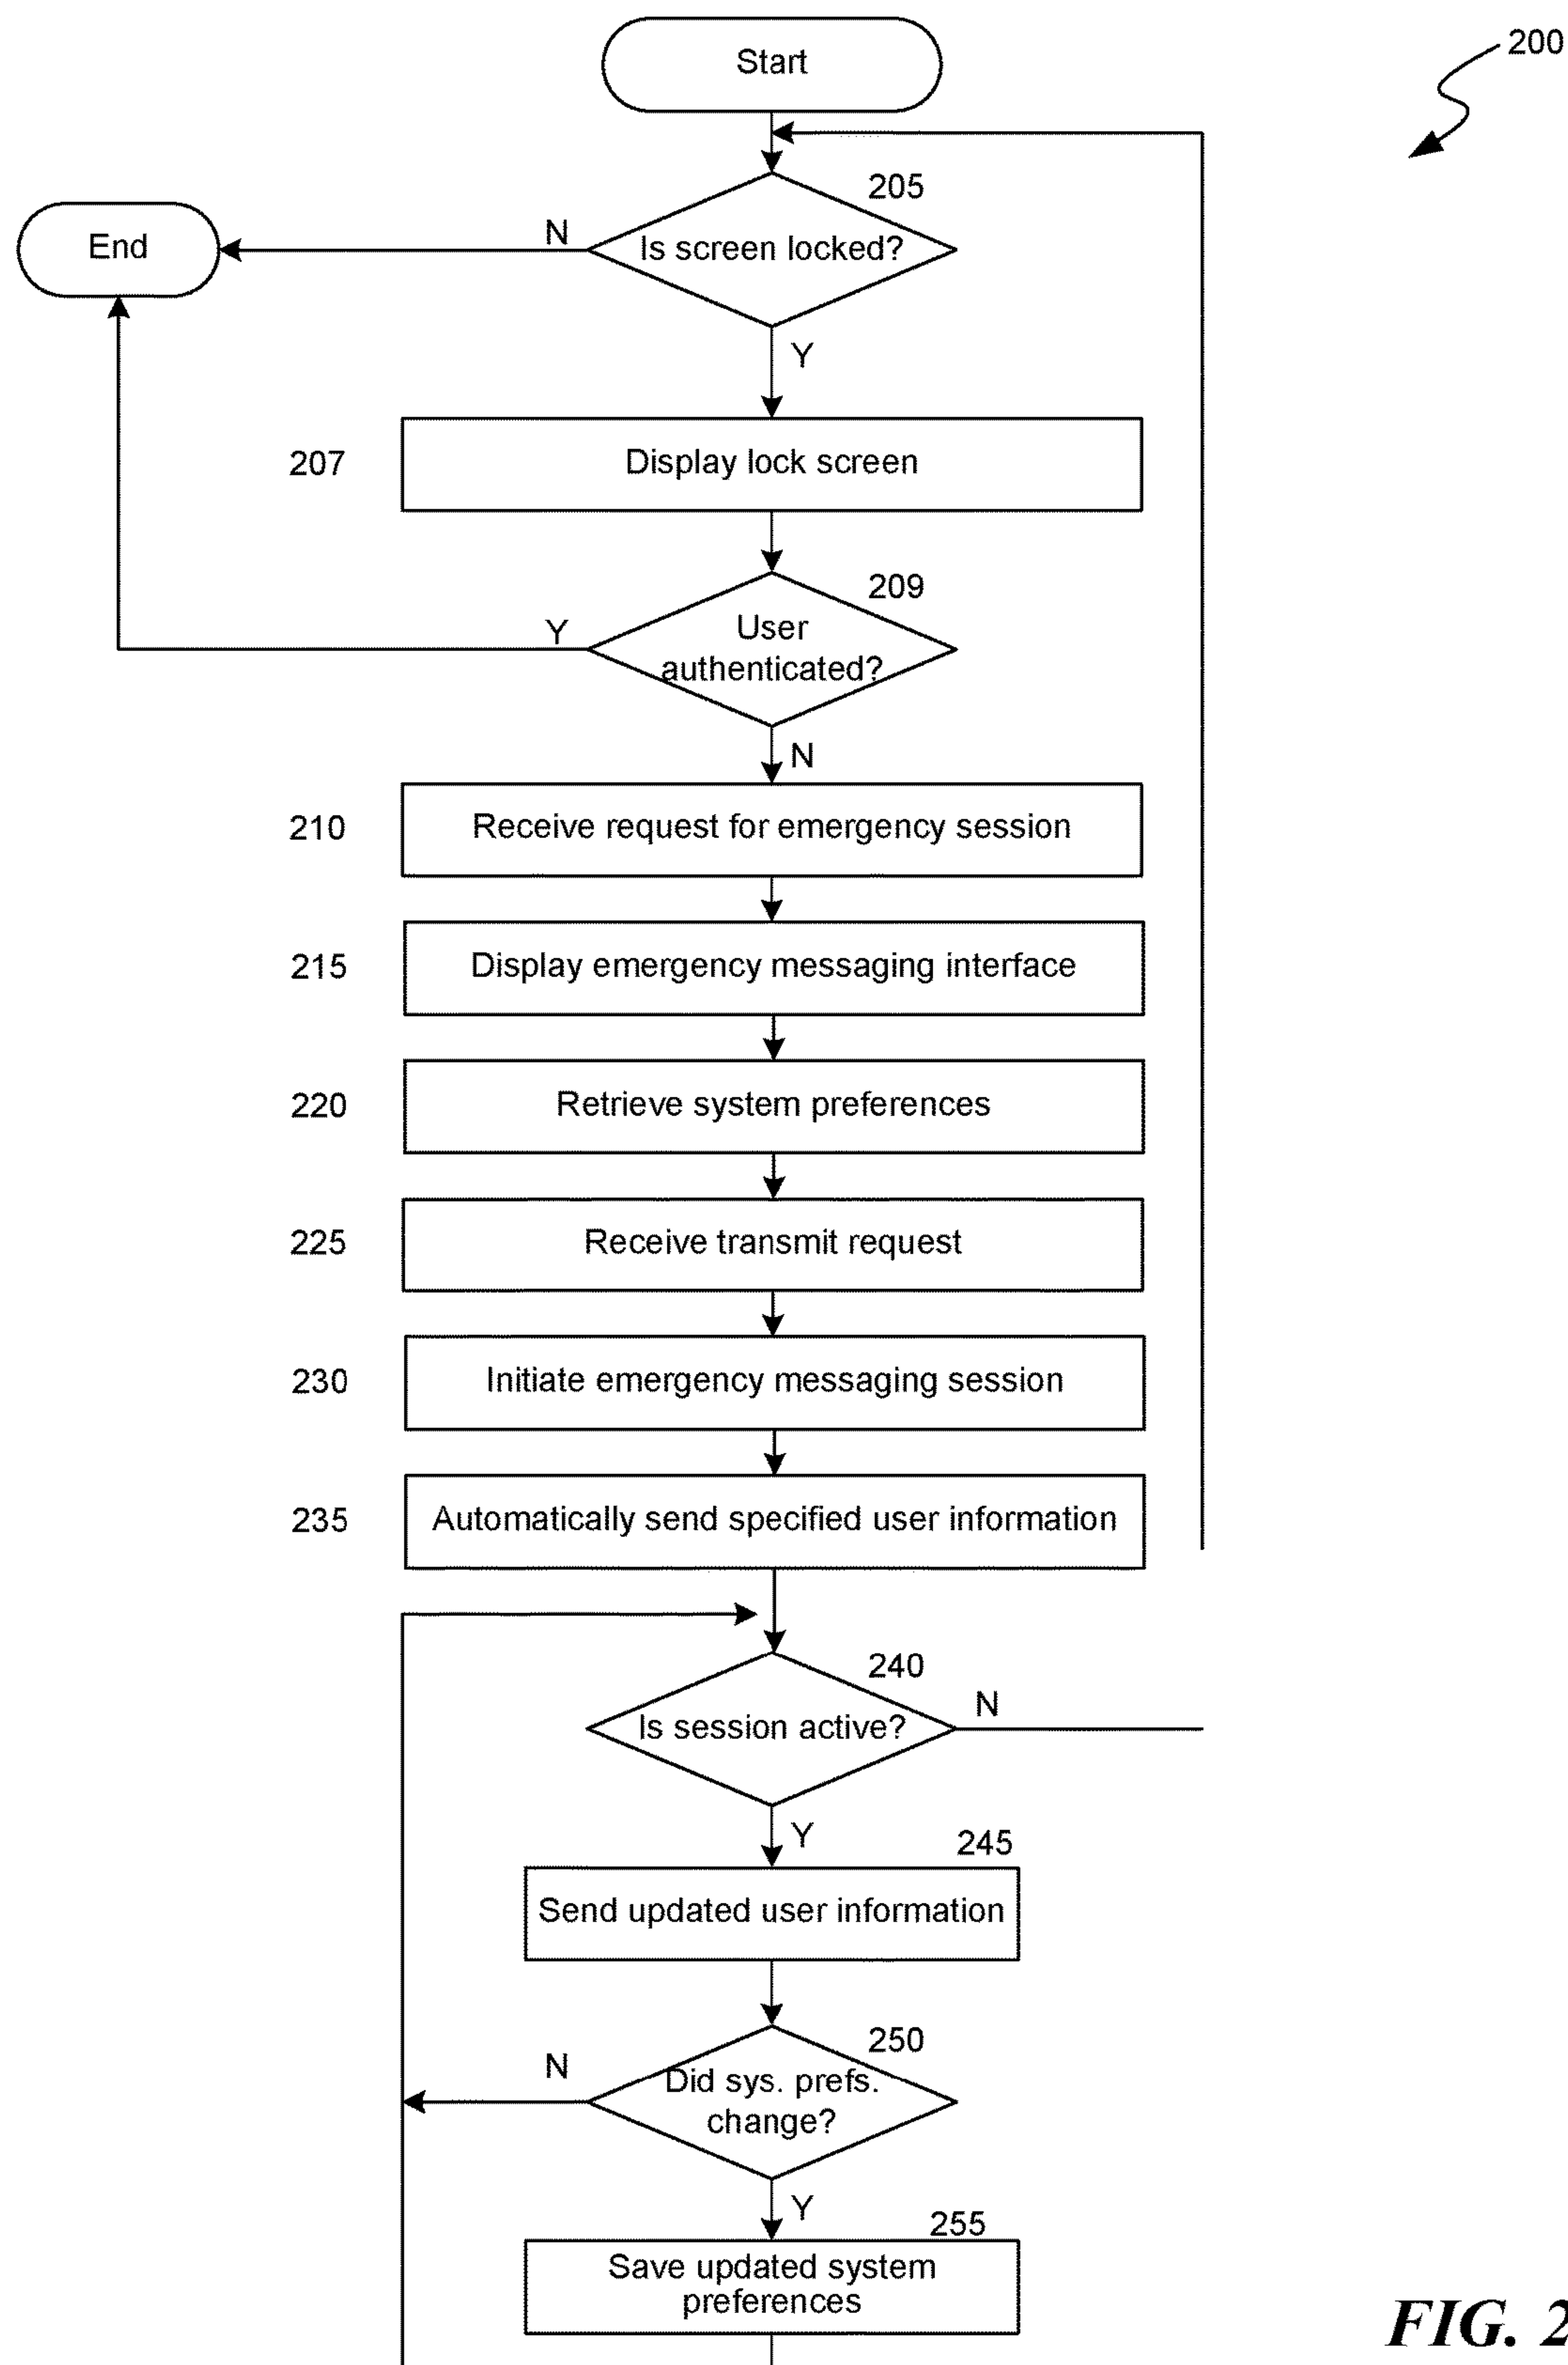 Start
200
205
Is screen locked?
N
End
Y
207
Display lock screen
209
User
authenticated?
Y
N
210
Receive request for emergency session
215
Display emergency messaging interface
220
Retrieve system preferences
225
Receive transmit request
230
Initiate emergency messaging session
235
Automatically send specified user information
240
Is session active?
N
Y
245
Send updated user information
250
Did sys. prefs.
change?
N
Y
255
Save updated system
preferences
FIG. 2